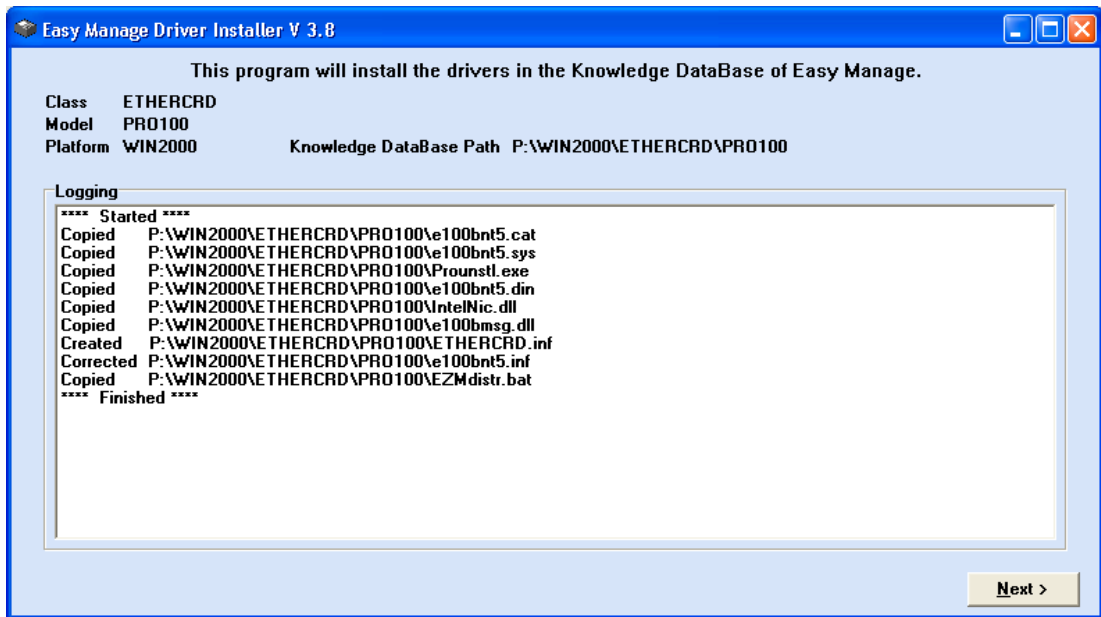 Easy Manage Driver Installer V 3.8
This program will install the drivers in the Knowledge DataBase of Easy Manage.
Class ETHERCRD
Model PRO100
Platform WIN2000 Knowledge DataBase Path P:\WIN2000\ETHERCRD\PRO100
Logging
**** Started ****
Copied P:\WIN2000\ETHERCRD\PRO100\e100bnt5.cat
Copied P:\WIN2000\ETHERCRD\PRO100\e100bnt5.sys
Copied P:\WIN2000\ETHERCRD\PRO100\Prounstl.exe
Copied P:\WIN2000\ETHERCRD\PRO100\e100bnt5.din
Copied P:\WIN2000\ETHERCRD\PRO100\IntelNic.dll
Copied P:\WIN2000\ETHERCRD\PRO100\e100bmsg.dll
Created P:\WIN2000\ETHERCRD\PRO100\ETHERCRD.inf
Corrected P:\WIN2000\ETHERCRD\PRO100\e100bnt5.inf
Copied P:\WIN2000\ETHERCRD\PRO100\EZMdistr.bat
**** Finished ****
Next >